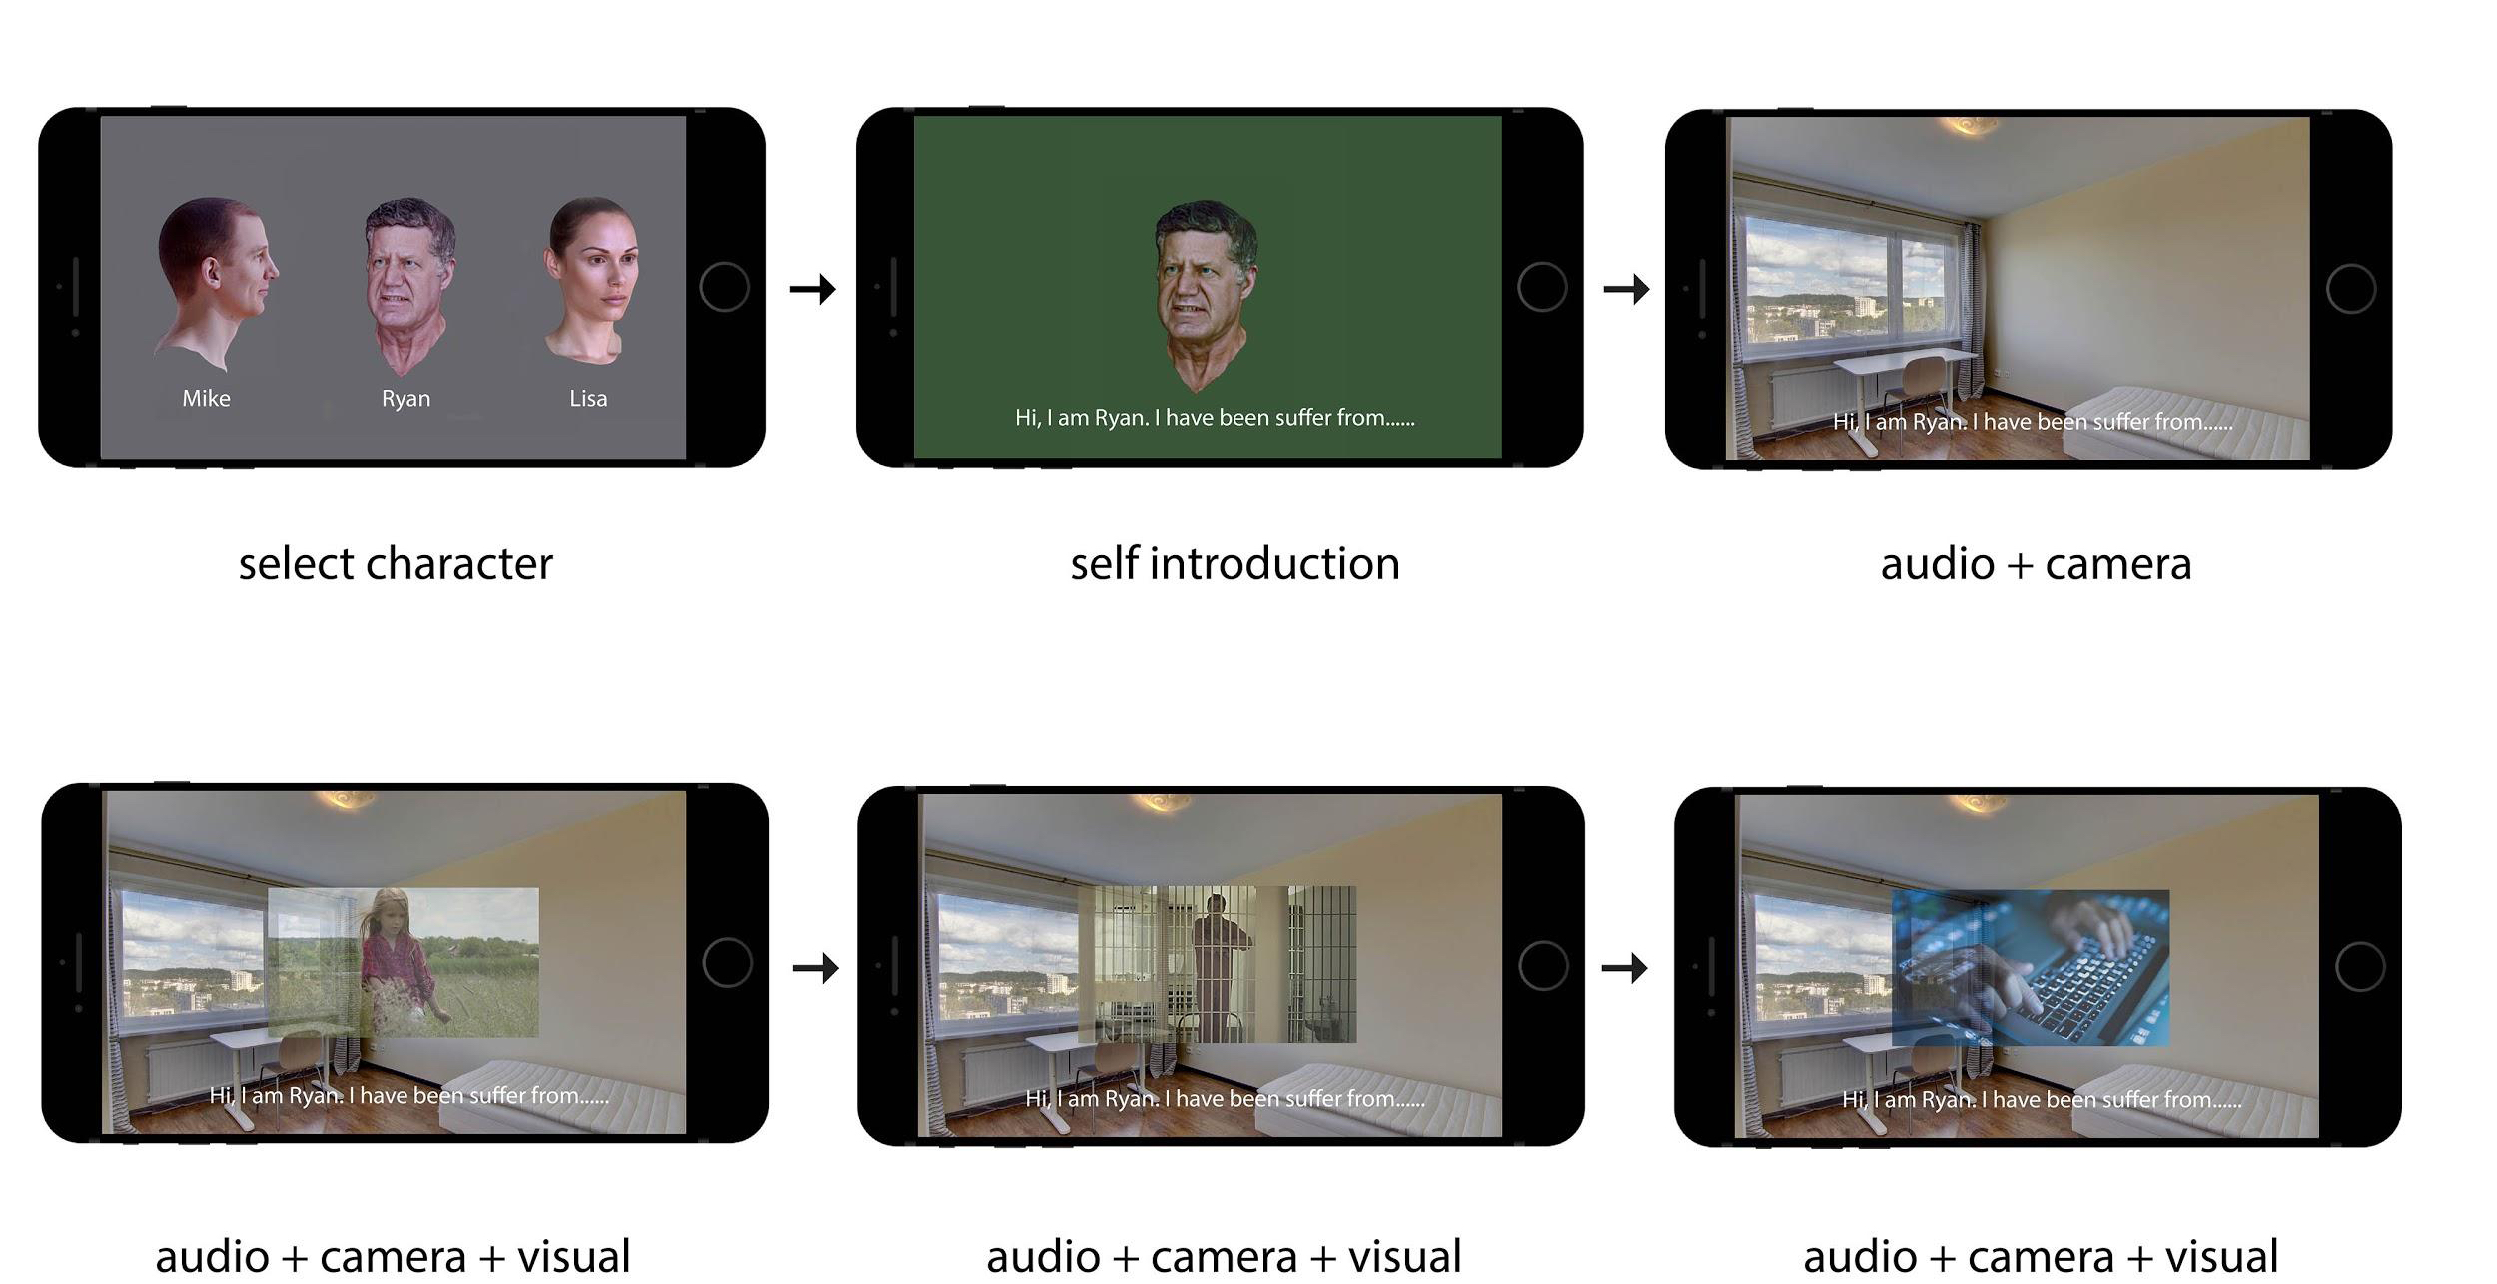 Mike
Ryan
Lisa
Hi, I am Ryan. I have been suffer from......
Hi, I am Ryan. I have been suffer from......
select character
self introduction
audio + camera
Hi, I am Ryan. I have been suffer from......
Hi, I am Ryan. I have been suffer from......
Hi, I am Ryan. I have been suffer from......
audio + camera + visual
audio + camera + visual
audio + camera + visual